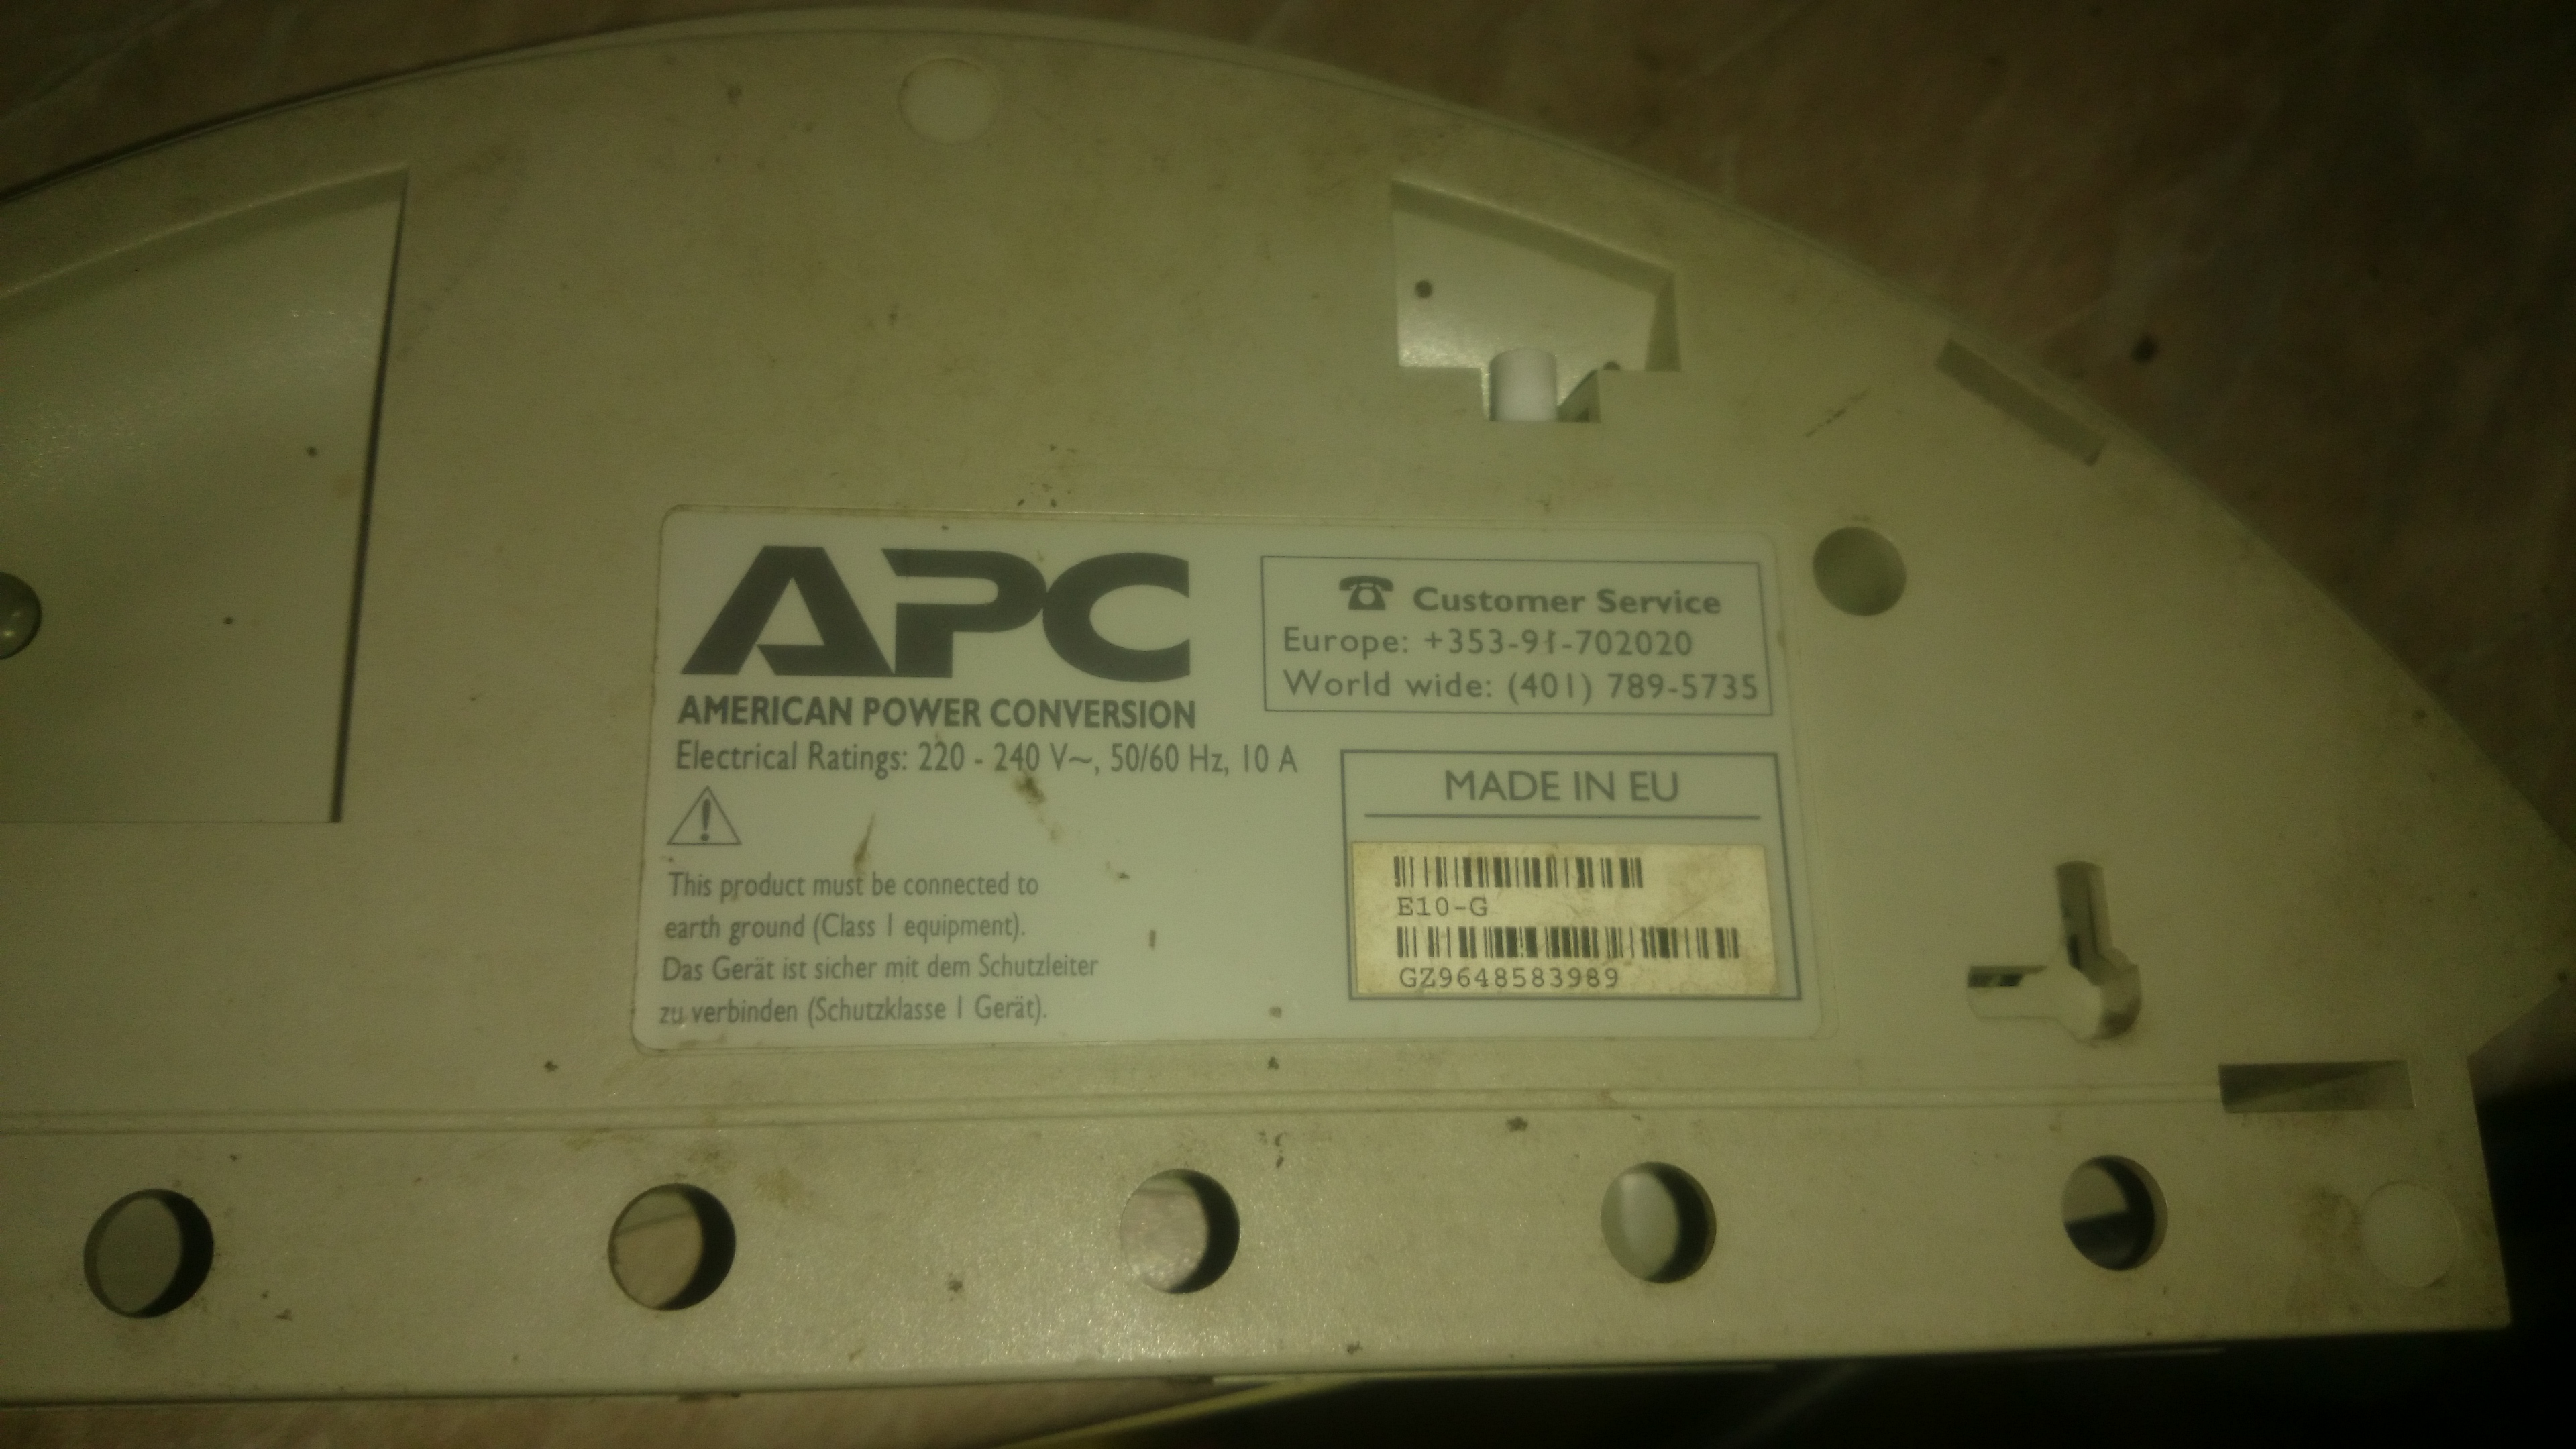 APC
AMERICAN POWER CONVERSION
Electrical Ratings: 220 - 240 V~, 50/60 Hz, 10 A
!
This product must be connected to
earth ground (Class I equipment).
Das Gerät ist sicher mit dem Schutzleiter
zu verbinden (Schutzklasse I Gerät).
☎ Customer Service
Europe: +353-91-702020
World wide: (401) 789-5735
MADE IN EU
E10-G
GZ9648583989